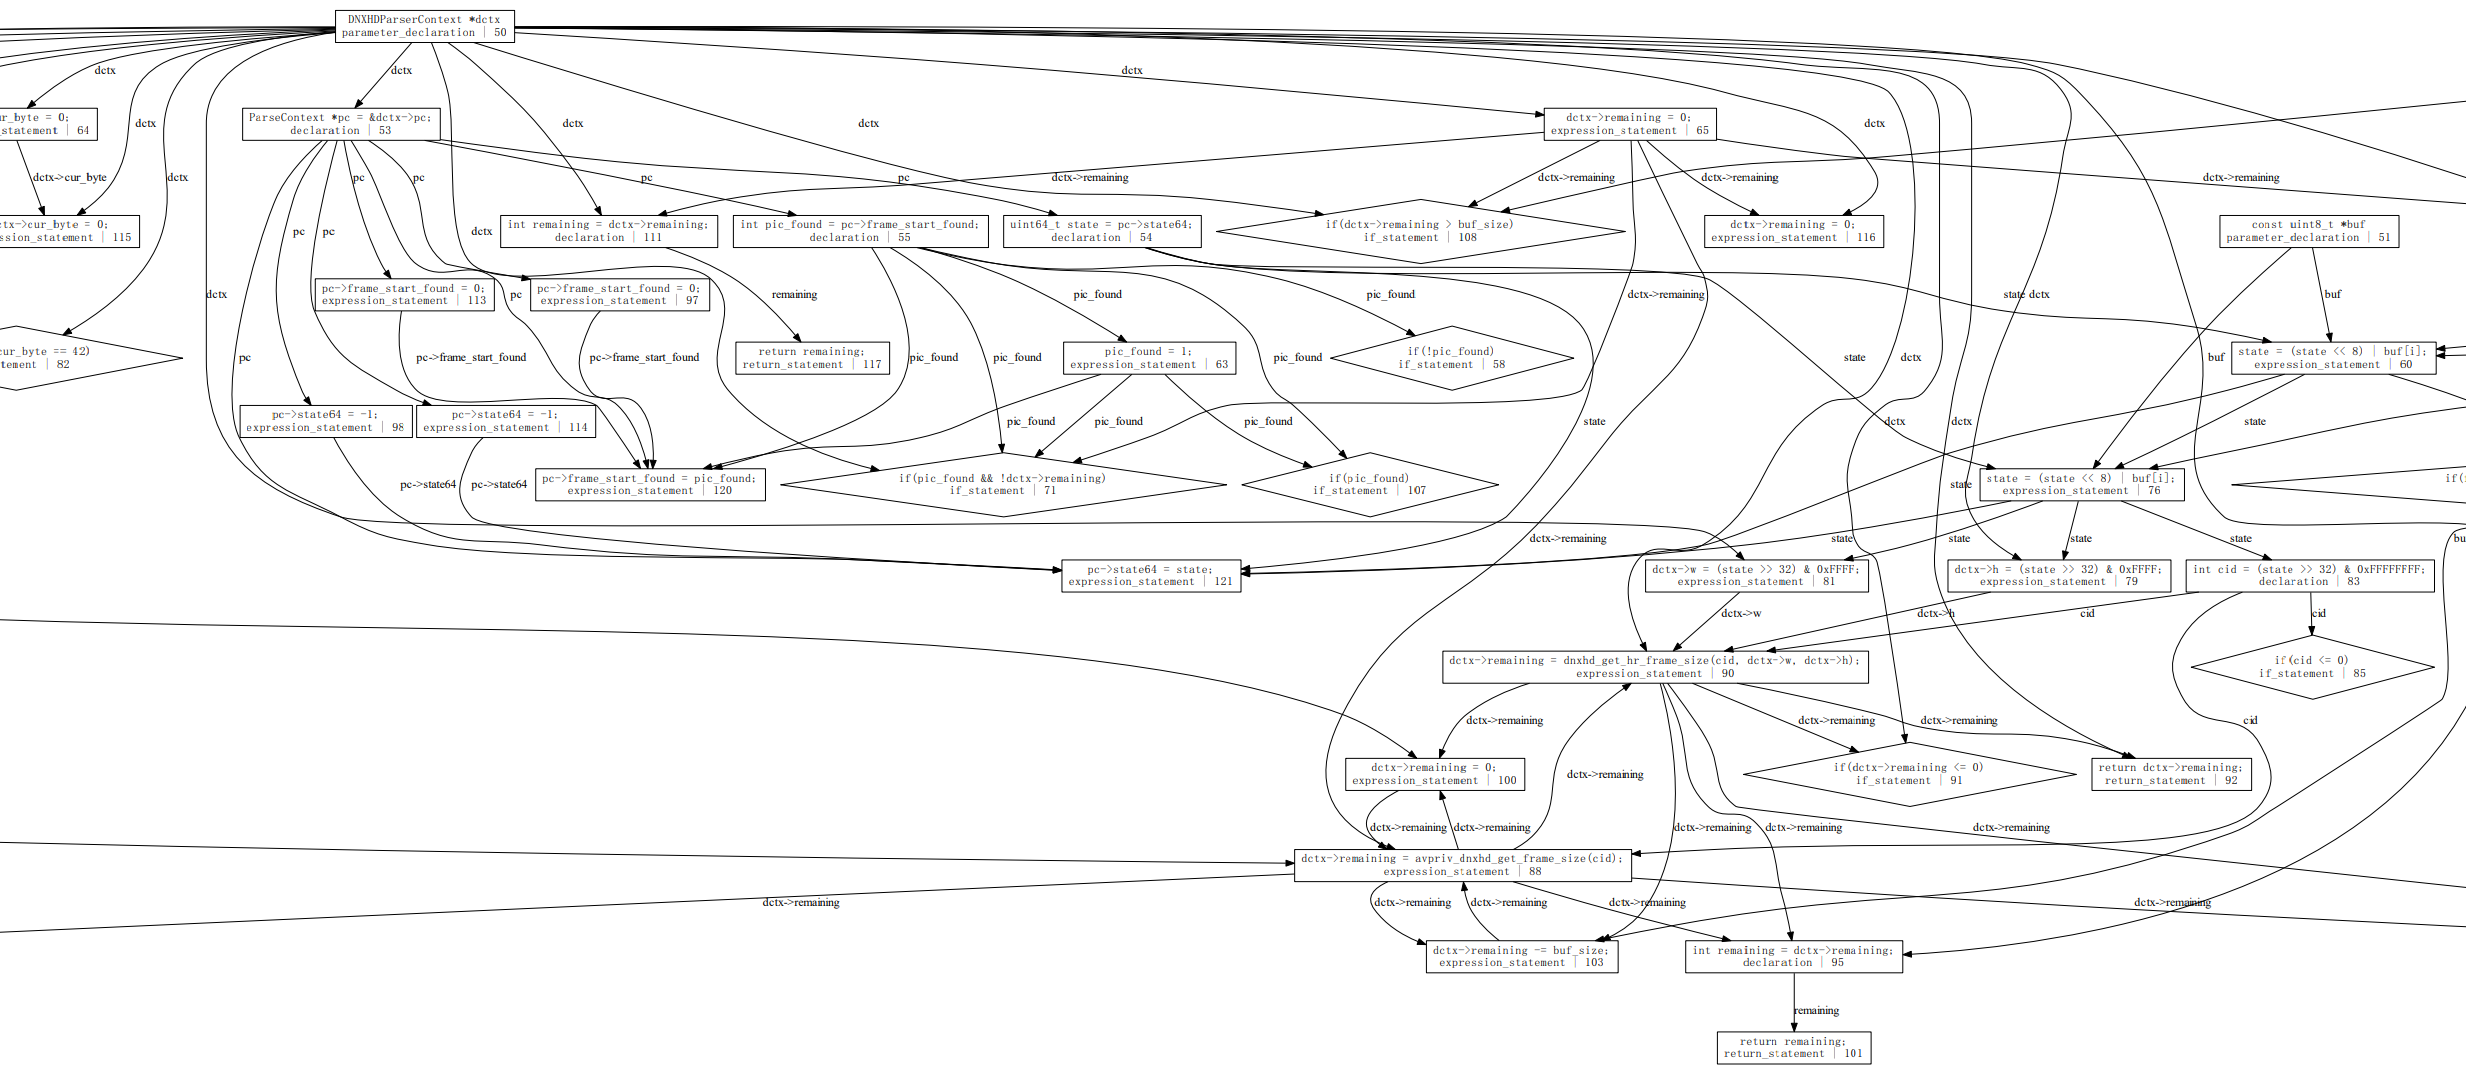 DNXHDParserContext *dctx
parameter_declaration | 50
dctx
dctx
dctx
ur_byte = 0;
_statement | 64
ParseContext *pc = &dctx->pc;
declaration | 53
dctx->remaining = 0;
expression_statement | 65
dctx
dctx
dctx
dctx
dctx->cur_byte
dctx
pc
pc
pc
pc
dctx->remaining
dctx->remaining
dctx->remaining
dctx->remaining
ctx->cur_byte = 0;
ssion_statement | 115
int remaining = dctx->remaining;
declaration | 111
int pic_found = pc->frame_start_found;
declaration | 55
uint64_t state = pc->state64;
declaration | 54
if(dctx->remaining > buf_size)
if_statement | 108
dctx->remaining = 0;
expression_statement | 116
const uint8_t *buf
parameter_declaration | 51
pc
pc
dctx
dctx
pc->frame_start_found = 0;
expression_statement | 113
pc
pc->frame_start_found = 0;
expression_statement | 97
remaining
pic_found
pic_found
dctx->remaining
state
dctx
buf
cur_byte == 42)
tement | 82
pc
pc->frame_start_found
pc->frame_start_found
return remaining;
return_statement | 117
pic_found
pic_found
pic_found = 1;
expression_statement | 63
pic_found
if(!pic_found)
if_statement | 58
state
dctx
buf
state = (state << 8) | buf[i];
expression_statement | 60
pc->state64 = -1;
expression_statement | 98
pc->state64 = -1;
expression_statement | 114
pic_found
pic_found
pic_found
state
dctx
dctx
state
pc->state64
pc->state64
pc->frame_start_found = pic_found;
expression_statement | 120
if(pic_found && !dctx->remaining)
if_statement | 71
if(pic_found)
if_statement | 107
state
state = (state << 8) | buf[i];
expression_statement | 76
if(
dctx->remaining
state
state
state
state
bu
pc->state64 = state;
expression_statement | 121
dctx->w = (state >> 32) & 0xFFFF;
expression_statement | 81
dctx->h = (state >> 32) & 0xFFFF;
expression_statement | 79
int cid = (state >> 32) & 0xFFFFFFFF;
declaration | 83
dctx->w
dctx->h
cid
cid
dctx->remaining = dnxhd_get_hr_frame_size(cid, dctx->w, dctx->h);
expression_statement | 90
if(cid <= 0)
if_statement | 85
dctx->remaining
dctx->remaining
dctx->remaining
cid
dctx->remaining = 0;
expression_statement | 100
dctx->remaining
if(dctx->remaining <= 0)
if_statement | 91
return dctx->remaining;
return_statement | 92
dctx->remaining
dctx->remaining
dctx->remaining
dctx->remaining
dctx->remaining
dctx->remaining = avpriv_dnxhd_get_frame_size(cid);
expression_statement | 88
dctx->remaining
dctx->remaining
dctx->remaining
dctx->remaining
dctx->remaining
dctx->remaining -= buf_size;
expression_statement | 103
int remaining = dctx->remaining;
declaration | 95
remaining
return remaining;
return_statement | 101